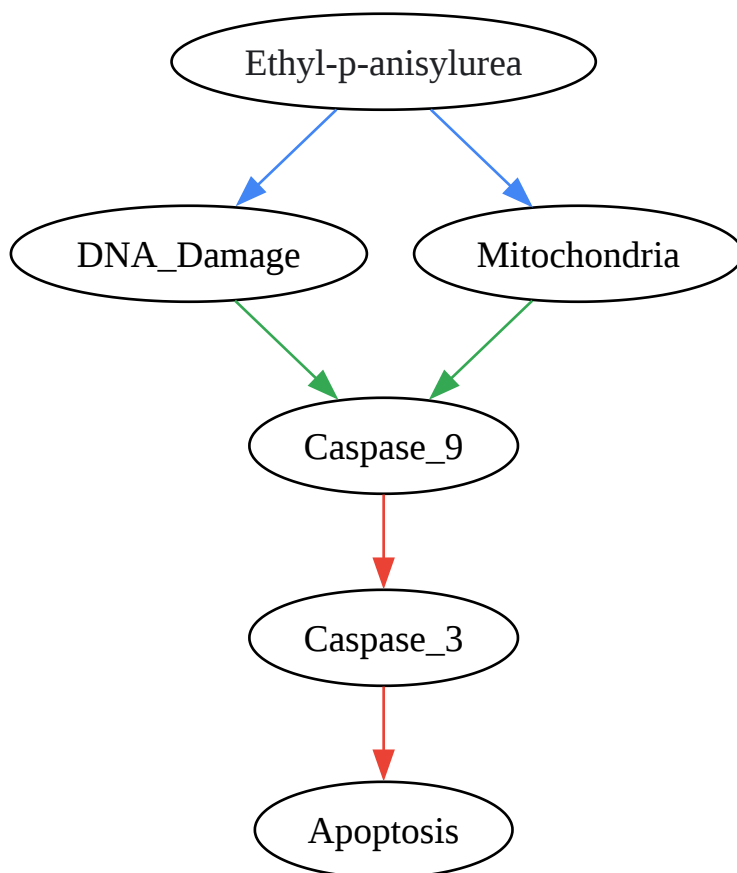 Ethyl-p-anisylurea
DNA_Damage
Mitochondria
Caspase_9
Caspase_3
Apoptosis